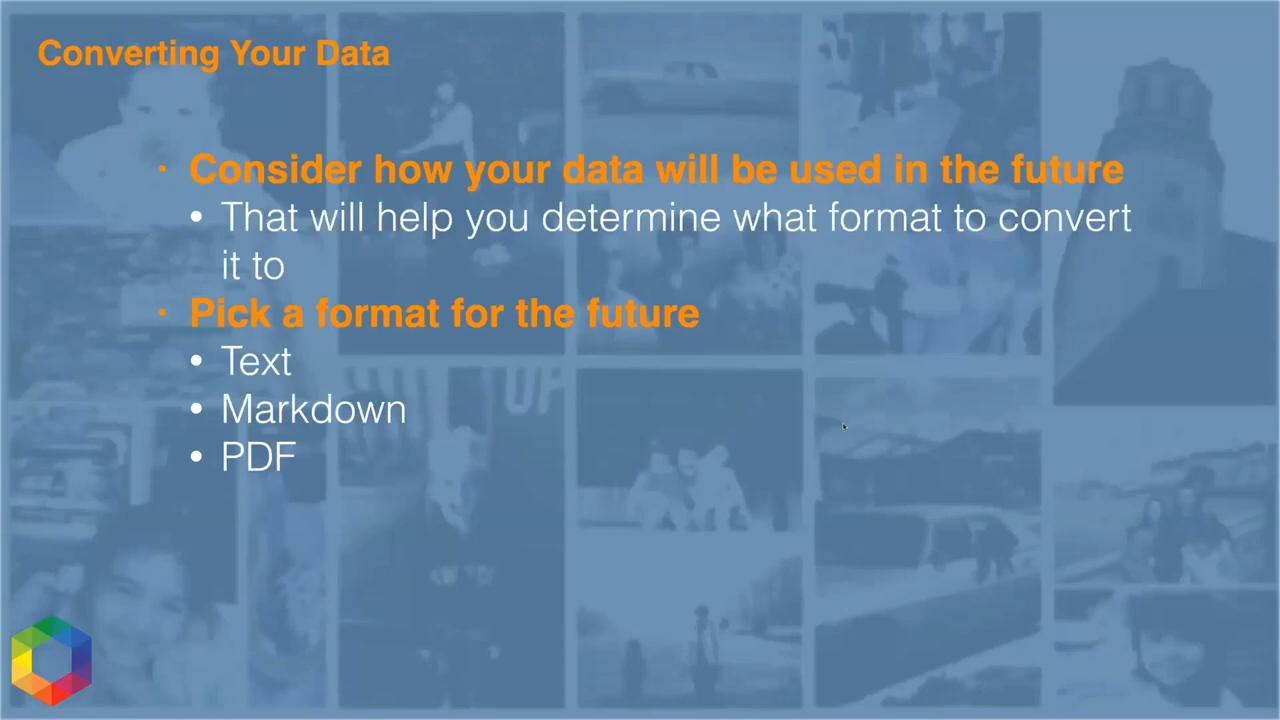 Converting Your Data
· Consider how your data will be used in the future
• That will help you determine what format to convert
it to
· Pick a format for the future
• Text
• Markdown
• PDF